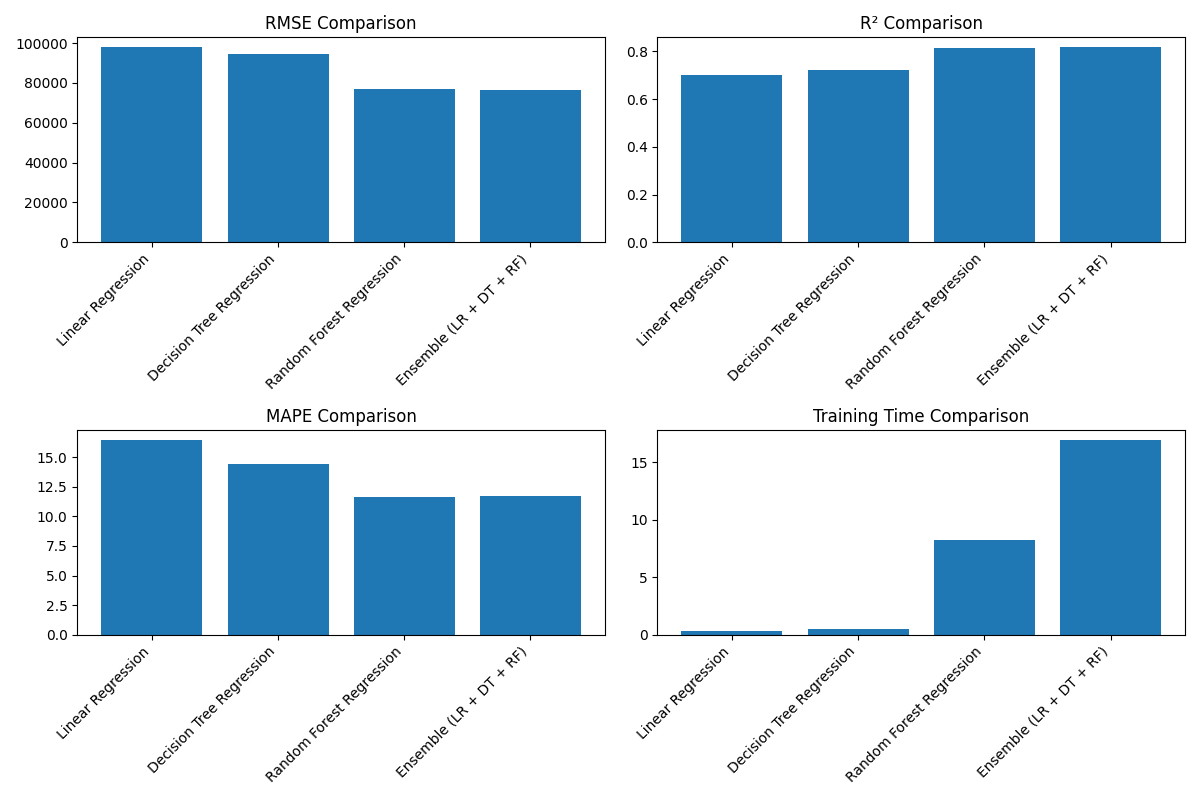 RMSE Comparison
100000
80000
60000
40000
20000
0
Linear Regression
Decision Tree Regression
Random Forest Regression
Ensemble (LR + DT + RF)
R² Comparison
0.8
0.6
0.4
0.2
0.0
Linear Regression
Decision Tree Regression
Random Forest Regression
Ensemble (LR + DT + RF)
MAPE Comparison
15.0
12.5
10.0
7.5
5.0
2.5
0.0
Linear Regression
Decision Tree Regression
Random Forest Regression
Ensemble (LR + DT + RF)
Training Time Comparison
15
10
5
0
Linear Regression
Decision Tree Regression
Random Forest Regression
Ensemble (LR + DT + RF)